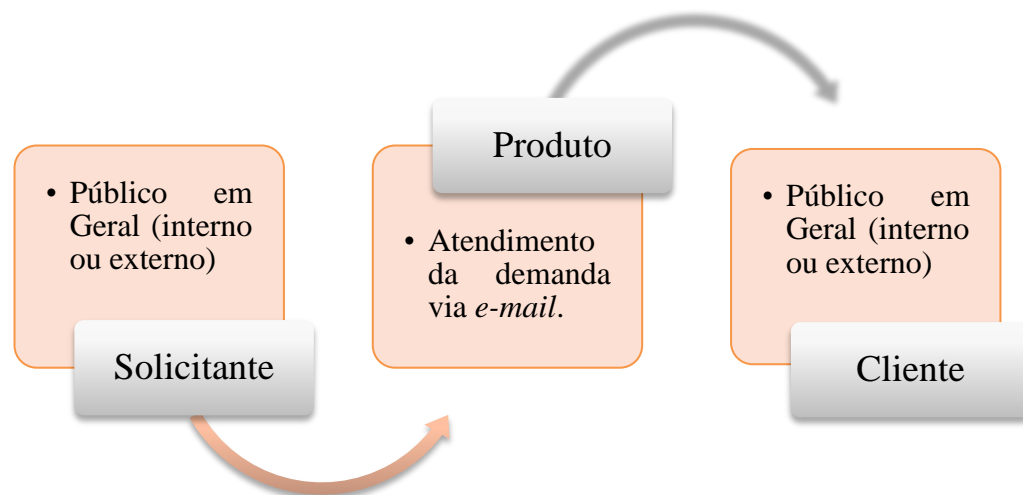 • Público em
Geral (interno
ou externo)
Solicitante
Produto
• Atendimento
da demanda
via e-mail.
• Público em
Geral (interno
ou externo)
Cliente